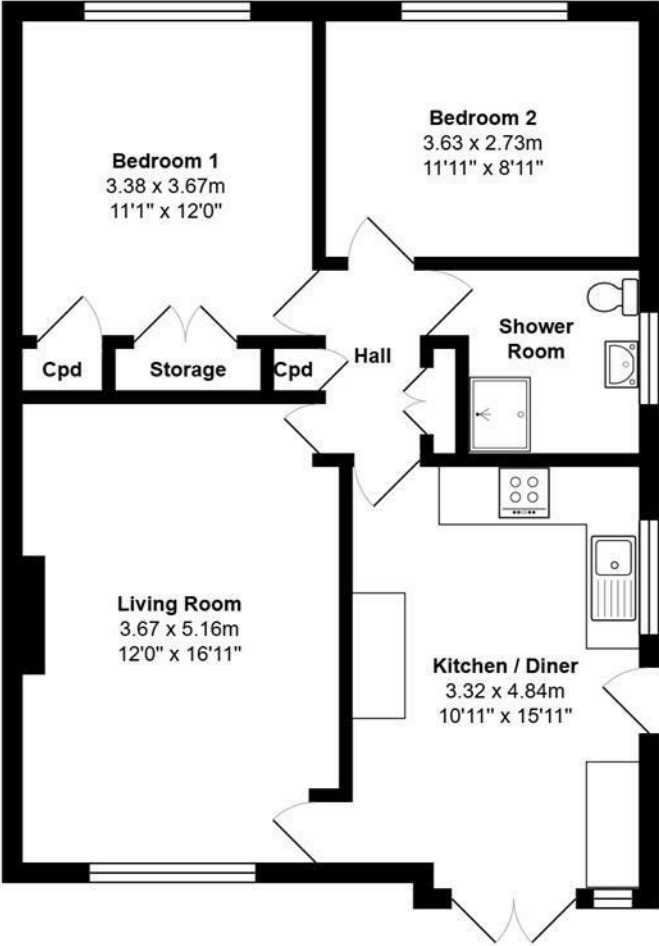 Bedroom 1
3.38 x 3.67m
11'1" x 12'0"
Bedroom 2
3.63 x 2.73m
11'11" x 8'11"
Cpd
Storage
Cpd
Hall
Shower
Room
Living Room
3.67 x 5.16m
12'0" x 16'11"
Kitchen / Diner
3.32 x 4.84m
10'11" x 15'11"